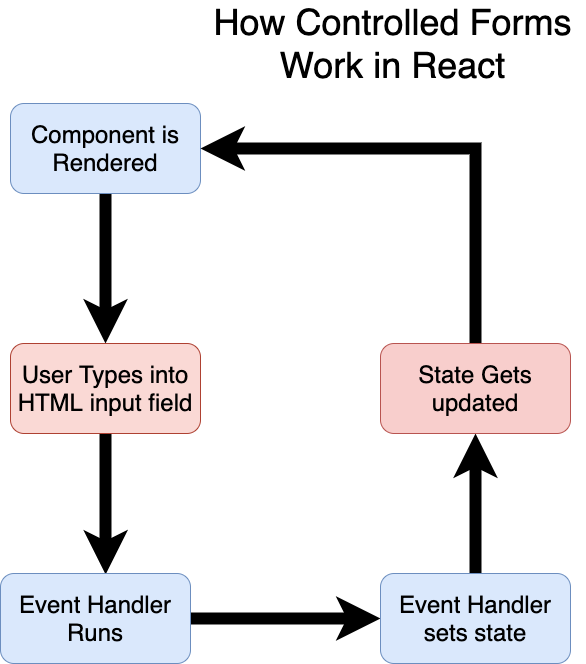 How Controlled Forms
Work in React
Component is
Rendered
User Types into
HTML input field
State Gets
updated
Event Handler
Runs
Event Handler
sets state